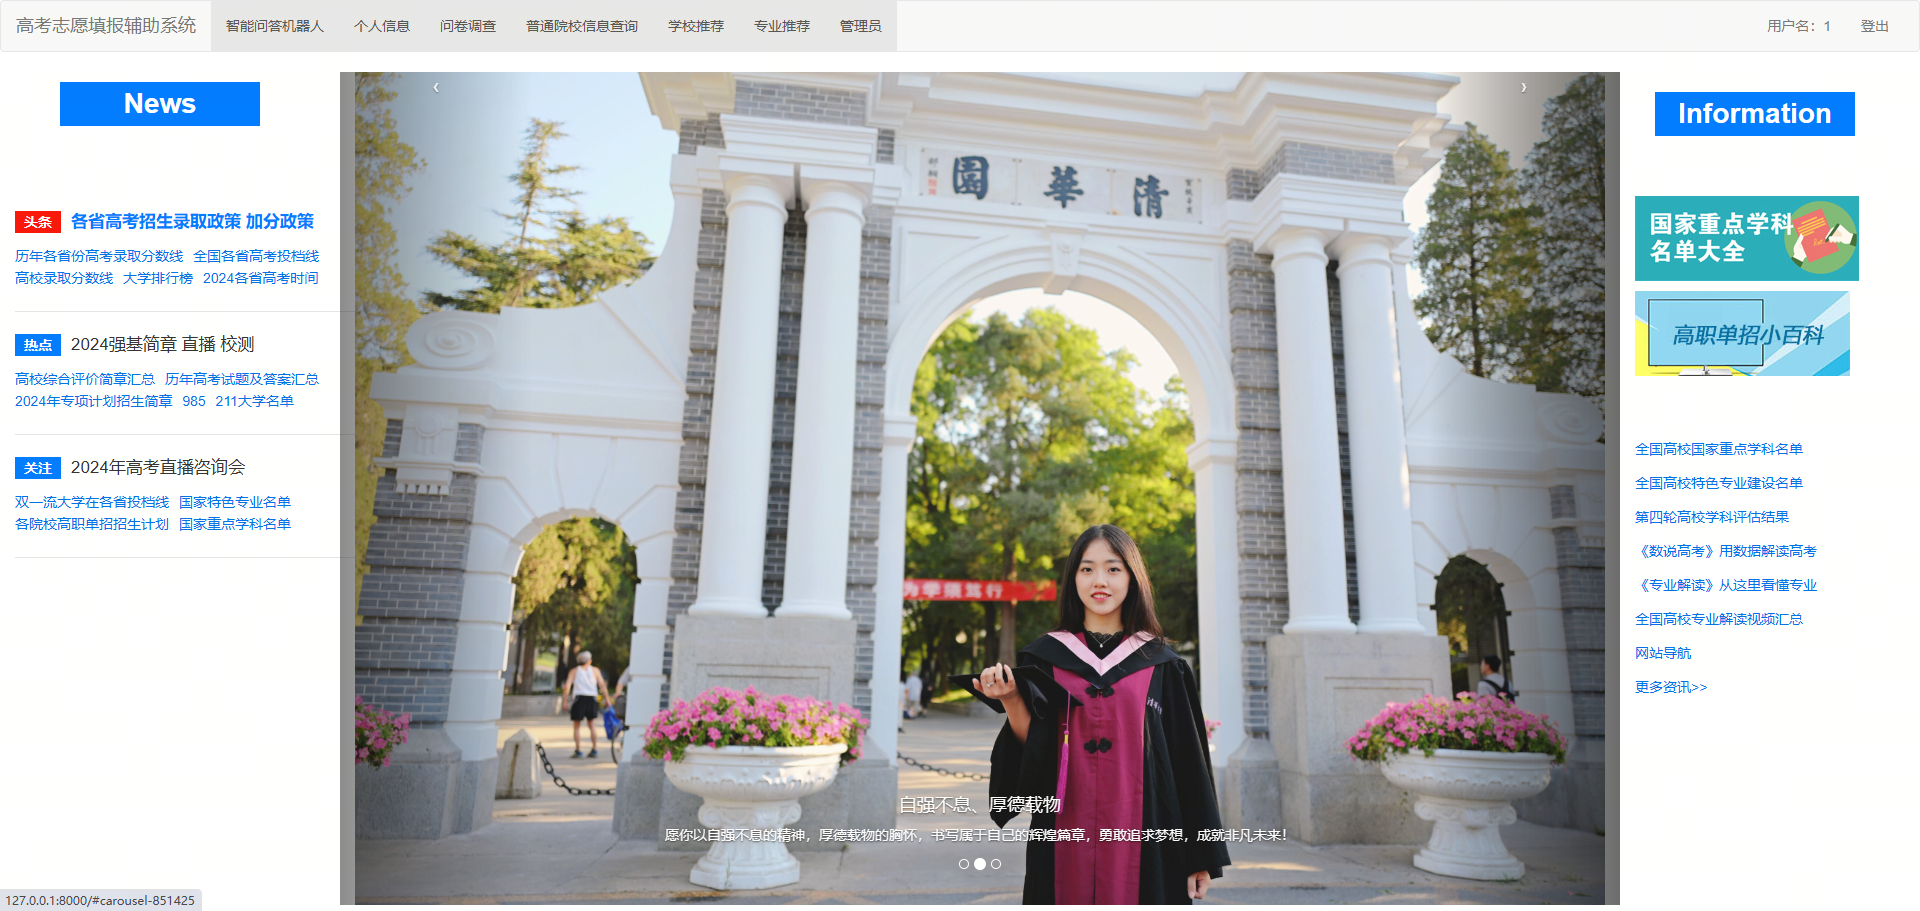 高考志愿填报辅助系统 智能问答机器人 个人信息 问卷调查 普通院校信息查询 学校推荐 专业推荐 管理员 用户名：1 登出
News
头条 各省高考招生录取政策 加分政策
历年各省份高考录取分数线 全国各省高考投档线
高校录取分数线 大学排行榜 2024各省高考时间
热点 2024强基简章 直播 校测
高校综合评价简章汇总 历年高考试题及答案汇总
2024年专项计划招生简章 985 211大学名单
关注 2024年高考直播咨询会
双一流大学在各省投档线 国家特色专业名单
各院校高职单招招生计划 国家重点学科名单
‹ ›
園 華 清
为学须笃行
自强不息、厚德载物
愿你以自强不息的精神，厚德载物的胸怀，书写属于自己的辉煌篇章，勇敢追求梦想，成就非凡未来！
Information
国家重点学科
名单大全
高职单招小百科
全国高校国家重点学科名单
全国高校特色专业建设名单
第四轮高校学科评估结果
《数说高考》用数据解读高考
《专业解读》从这里看懂专业
全国高校专业解读视频汇总
网站导航
更多资讯>>
127.0.0.1:8000/#carousel-851425